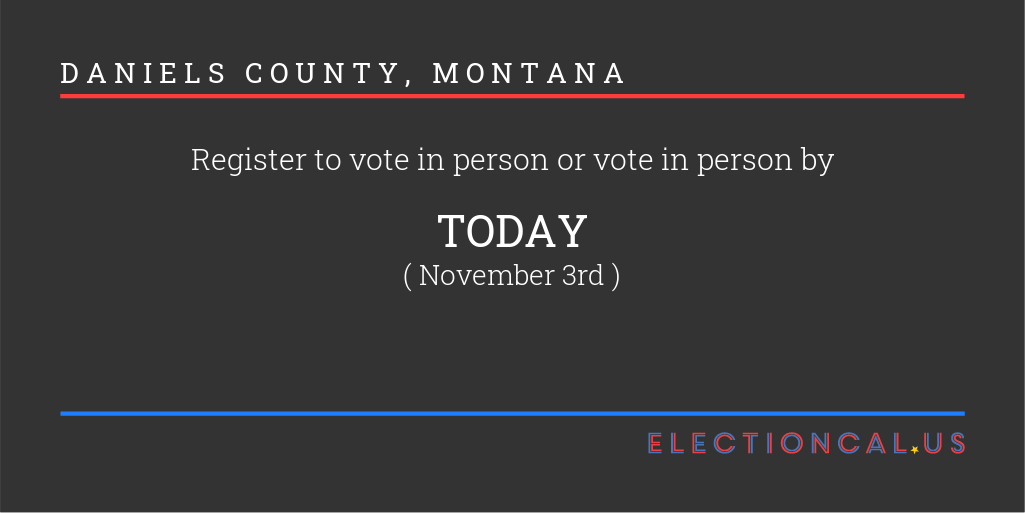 DANIELS COUNTY, MONTANA
Register to vote in person or vote in person by
TODAY
( November 3rd )
ELECTIONCAL.US